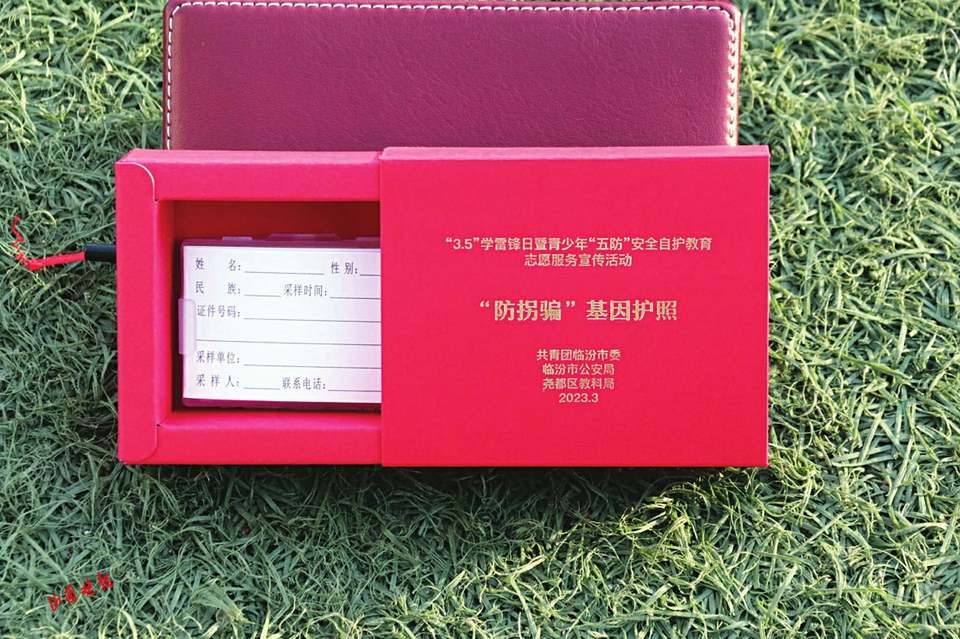 姓 名：
性别：
民 族：
采样时间：
证件号码：
采样单位：
采 样 人：
联系电话：
“3.5”学雷锋日暨青少年“五防”安全自护教育
志愿服务宣传活动
“防拐骗”基因护照
共青团临汾市委
临汾市公安局
尧都区教科局
2023.3